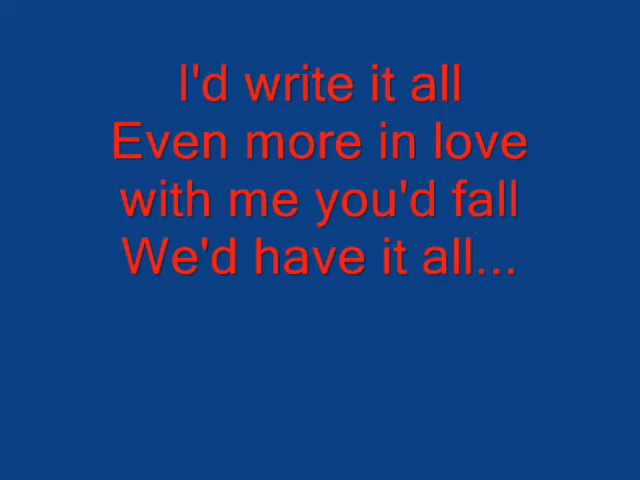 I'd write it all
Even more in love
with me you'd fall
We'd have it all...